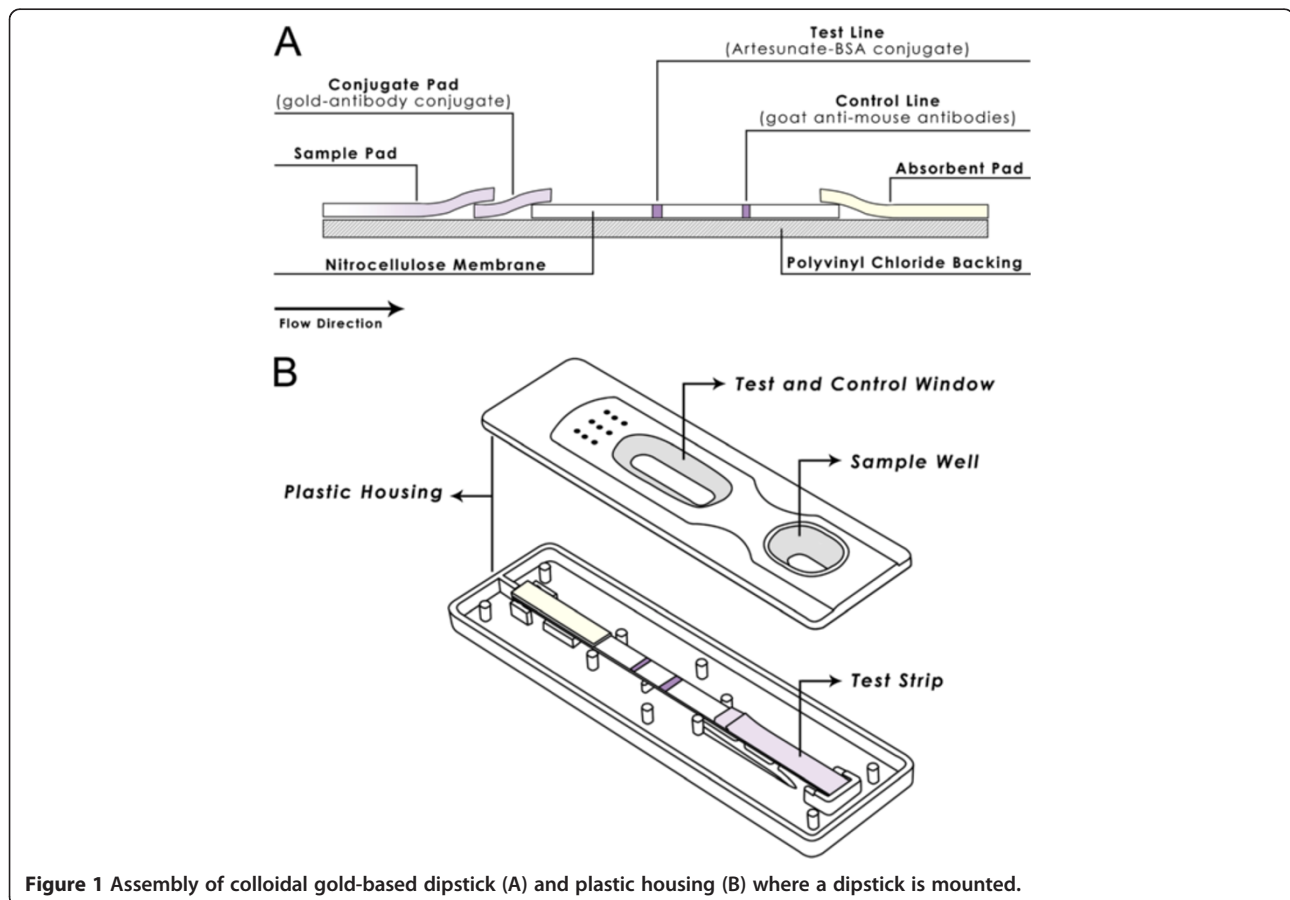 A
Test Line
(Artesunate-BSA conjugate)
Conjugate Pad
(gold-antibody conjugate)
Control Line
(goat anti-mouse antibodies)
Sample Pad
Absorbent Pad
Nitrocellulose Membrane
Polyvinyl Chloride Backing
Flow Direction
B
Test and Control Window
Sample Well
Plastic Housing
Test Strip
Figure 1 Assembly of colloidal gold-based dipstick (A) and plastic housing (B) where a dipstick is mounted.